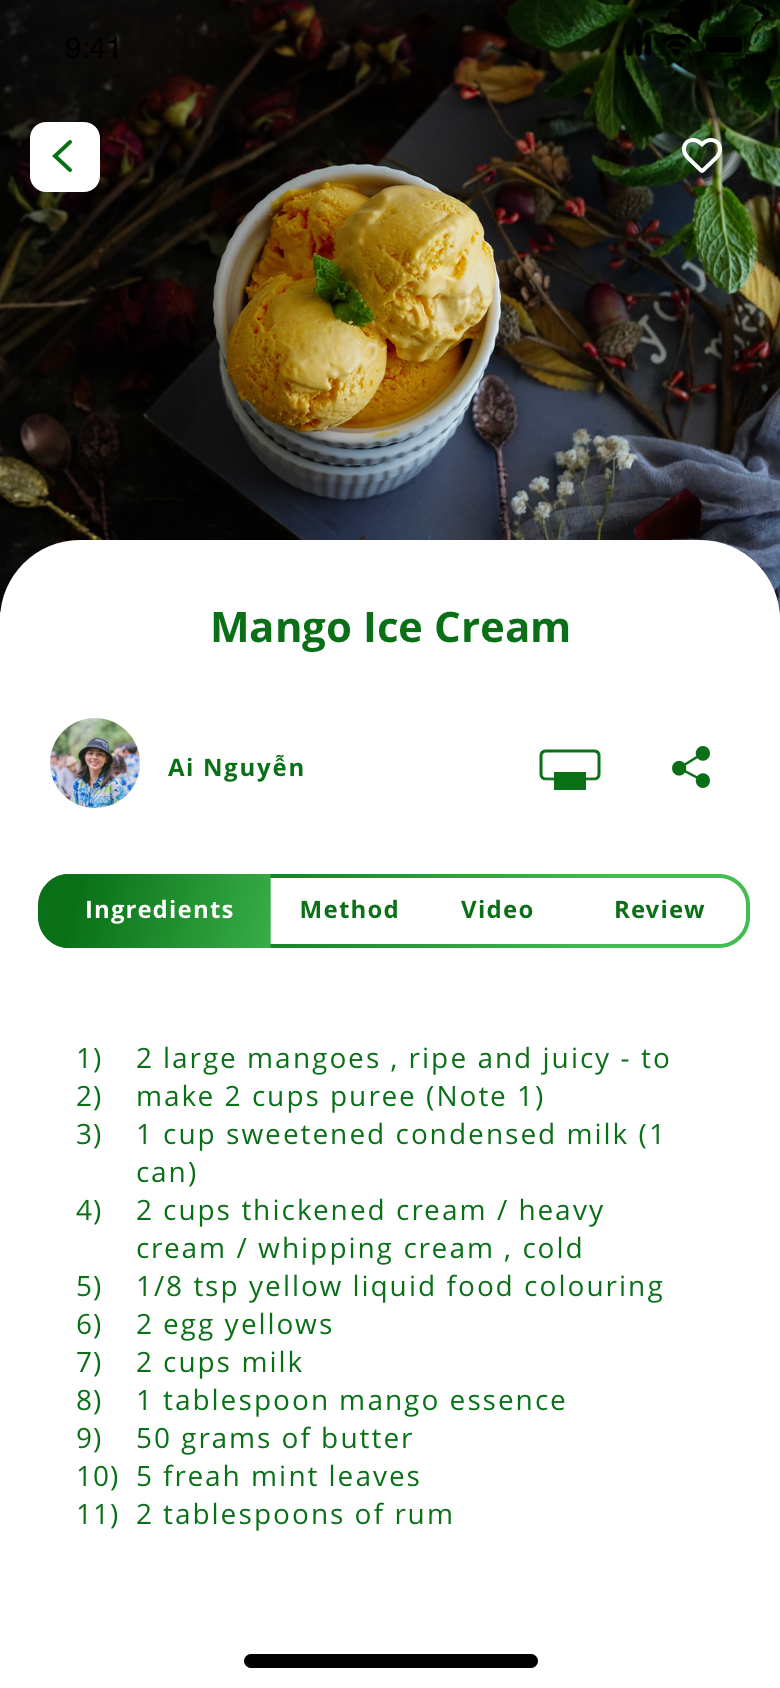 9:41
you
Mango Ice Cream
Ai Nguyễn
Ingredients Method Video Review
1) 2 large mangoes , ripe and juicy - to
2) make 2 cups puree (Note 1)
3) 1 cup sweetened condensed milk (1
can)
4) 2 cups thickened cream / heavy
cream / whipping cream , cold
5) 1/8 tsp yellow liquid food colouring
6) 2 egg yellows
7) 2 cups milk
8) 1 tablespoon mango essence
9) 50 grams of butter
10) 5 freah mint leaves
11) 2 tablespoons of rum